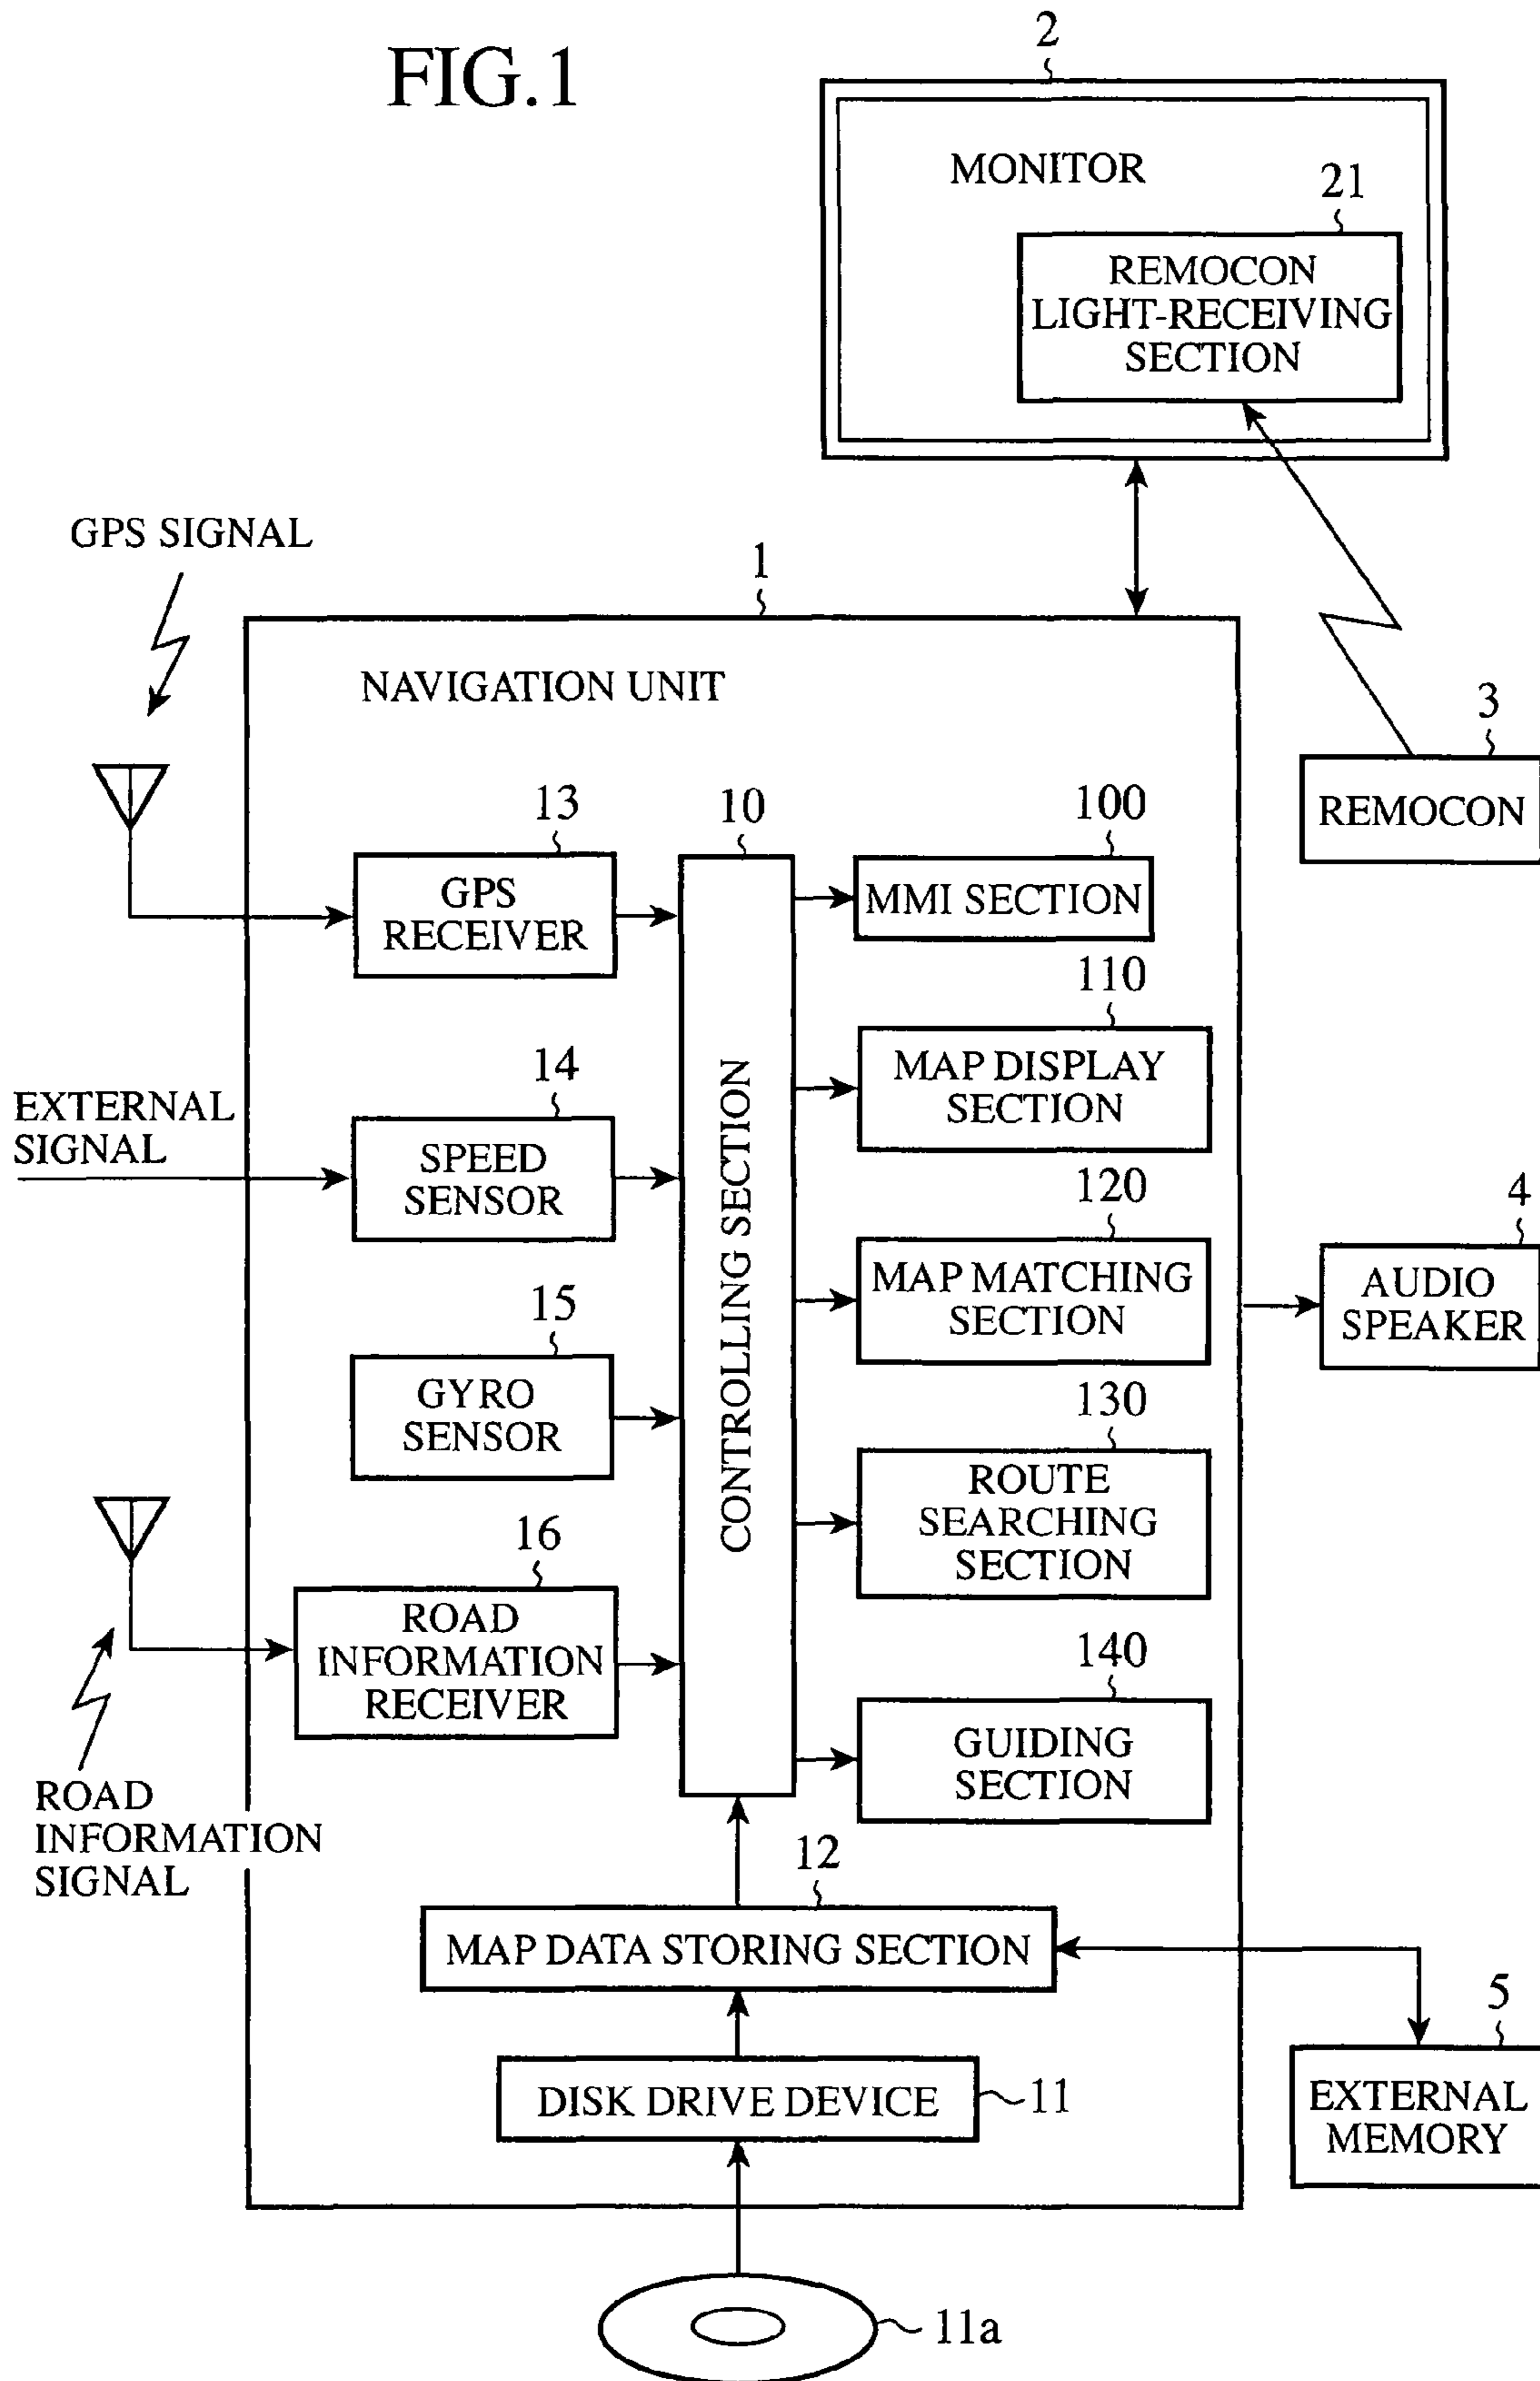 FIG.1
2
MONITOR
21
REMOCON
LIGHT-RECEIVING
SECTION
GPS SIGNAL
1
NAVIGATION UNIT
3
REMOCON
13
GPS
RECEIVER
10
CONTROLLING SECTION
100
MMI SECTION
110
MAP DISPLAY
SECTION
EXTERNAL
SIGNAL
14
SPEED
SENSOR
120
MAP MATCHING
SECTION
4
AUDIO
SPEAKER
15
GYRO
SENSOR
130
ROUTE
SEARCHING
SECTION
16
ROAD
INFORMATION
RECEIVER
140
GUIDING
SECTION
ROAD
INFORMATION
SIGNAL
12
MAP DATA STORING SECTION
5
EXTERNAL
MEMORY
DISK DRIVE DEVICE
11
11a